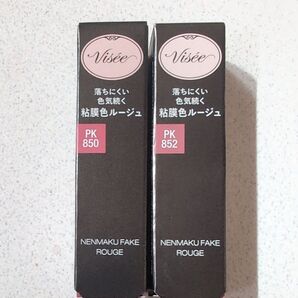 Visée
落ちにくい
色気続く
粘膜色ルージュ
PK
850
NENMAKU FAKE
ROUGE
Visée
落ちにくい
色気続く
粘膜色ルージュ
PK
852
NENMAKU FAKE
ROUGE